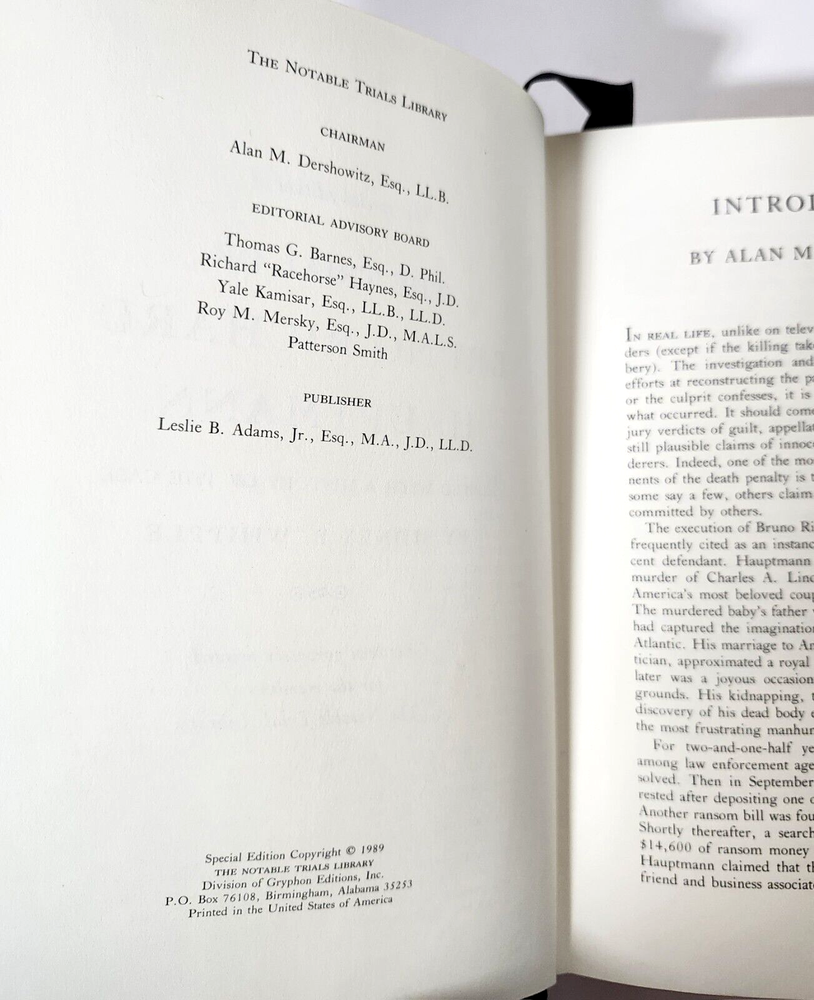 THE NOTABLE TRIALS LIBRARY
CHAIRMAN
Alan M. Dershowitz, Esq., LL.B.
EDITORIAL ADVISORY BOARD
Thomas G. Barnes, Esq., D. Phil.
Richard “Racehorse” Haynes, Esq., J.D.
Yale Kamisar, Esq., LL.B., LL.D.
Roy M. Mersky, Esq., J.D., M.A.L.S.
Patterson Smith
PUBLISHER
Leslie B. Adams, Jr., Esq., M.A., J.D., LL.D.
Special Edition Copyright © 1989
THE NOTABLE TRIALS LIBRARY
Division of Gryphon Editions, Inc.
P.O. Box 76108, Birmingham, Alabama 35253
Printed in the United States of America
INTRO
BY ALAN M
IN REAL LIFE, unlike on telev
ders (except if the killing tak
bery). The investigation and
efforts at reconstructing the p
or the culprit confesses, it is
what occurred. It should com
jury verdicts of guilt, appella
still plausible claims of innoc
derers. Indeed, one of the mo
nents of the death penalty is t
some say a few, others claim
committed by others.
The execution of Bruno Ri
frequently cited as an instanc
cent defendant. Hauptmann
murder of Charles A. Lin
America's most beloved coup
The murdered baby's father
had captured the imaginatio
Atlantic. His marriage to An
tician, approximated a royal
later was a joyous occasion
grounds. His kidnapping, t
discovery of his dead body
the most frustrating manhu
For two-and-one-half ye
among law enforcement age
solved. Then in September
rested after depositing one
Another ransom bill was fou
Shortly thereafter, a search
$14,600 of ransom money
Hauptmann claimed that th
friend and business associat